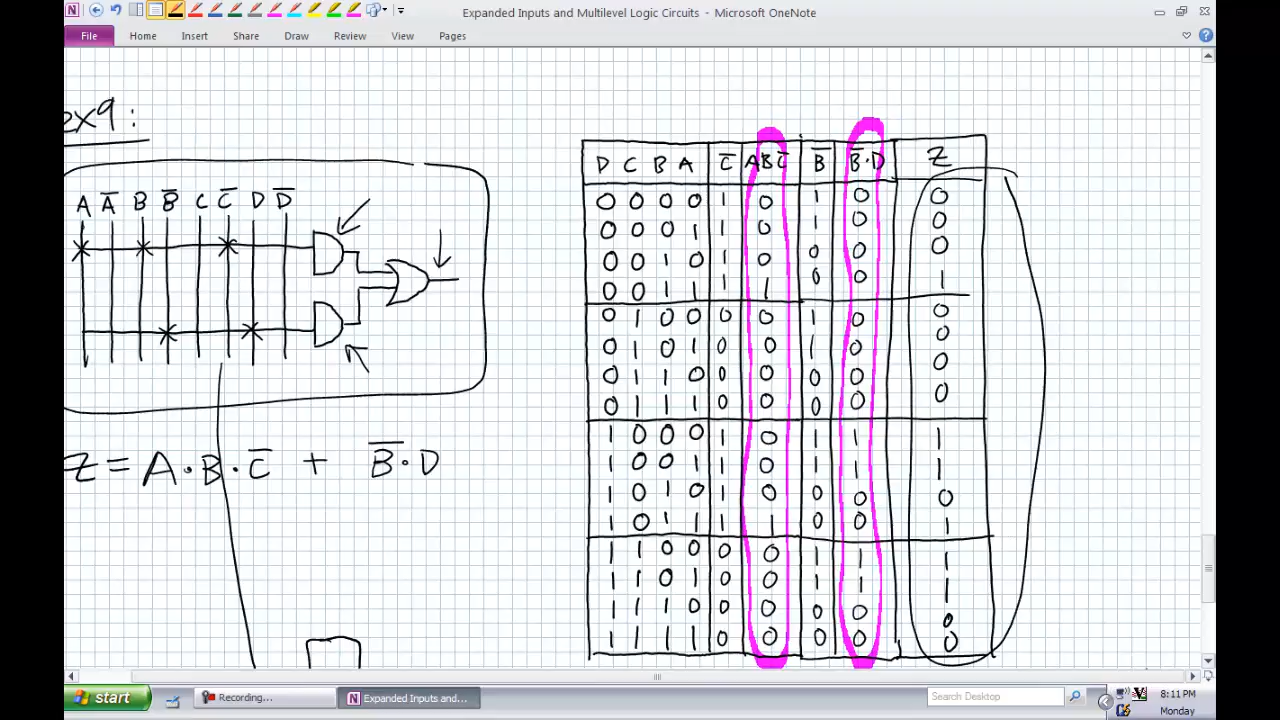 Expanded Inputs and Multilevel Logic Circuits - Microsoft OneNote
File Home Insert Share Draw Review View Pages
ex9:
A A̅ B B̅ C C̅ D D̅
Z = A·B·C̅ + B̅·D
D C B A C̅ ABC̅ B̅ B̅·D Z
0 0 0 0 1 0 1 0 0
0 0 0 1 1 0 1 0 0
0 0 1 0 1 0 0 0 0
0 0 1 1 1 1 0 0 1
0 1 0 0 0 0 1 0 0
0 1 0 1 0 0 1 0 0
0 1 1 0 0 0 0 0 0
0 1 1 1 0 0 0 0 0
1 0 0 0 1 0 1 1 1
1 0 0 1 1 0 1 1 1
1 0 1 0 1 0 0 0 0
1 0 1 1 1 1 0 0 1
1 1 0 0 0 0 1 1 1
1 1 0 1 0 0 1 1 1
1 1 1 0 0 0 0 0 0
1 1 1 1 0 0 0 0 0
start Recording... Expanded Inputs and... Search Desktop 8:11 PM
Monday